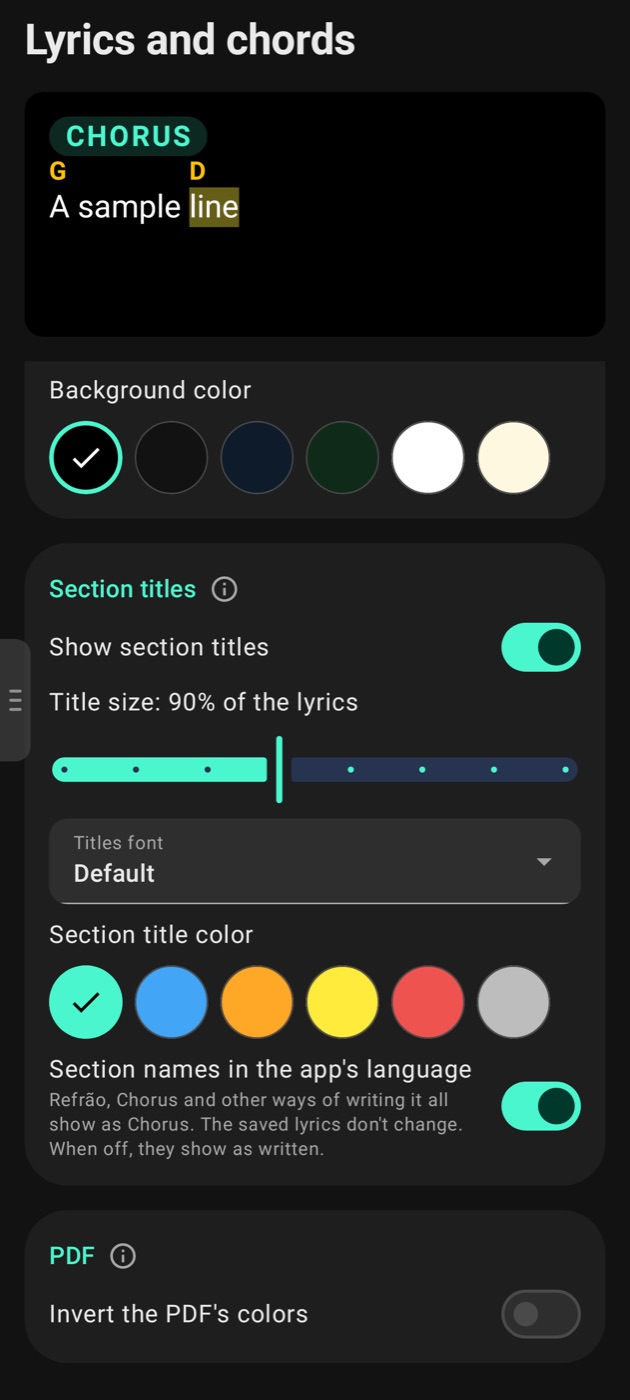 Lyrics and chords
CHORUS
G D
A sample line
Background color
Section titles
Show section titles
Title size: 90% of the lyrics
Titles font
Default
Section title color
Section names in the app's language
Refrão, Chorus and other ways of writing it all
show as Chorus. The saved lyrics don't change.
When off, they show as written.
PDF
Invert the PDF's colors